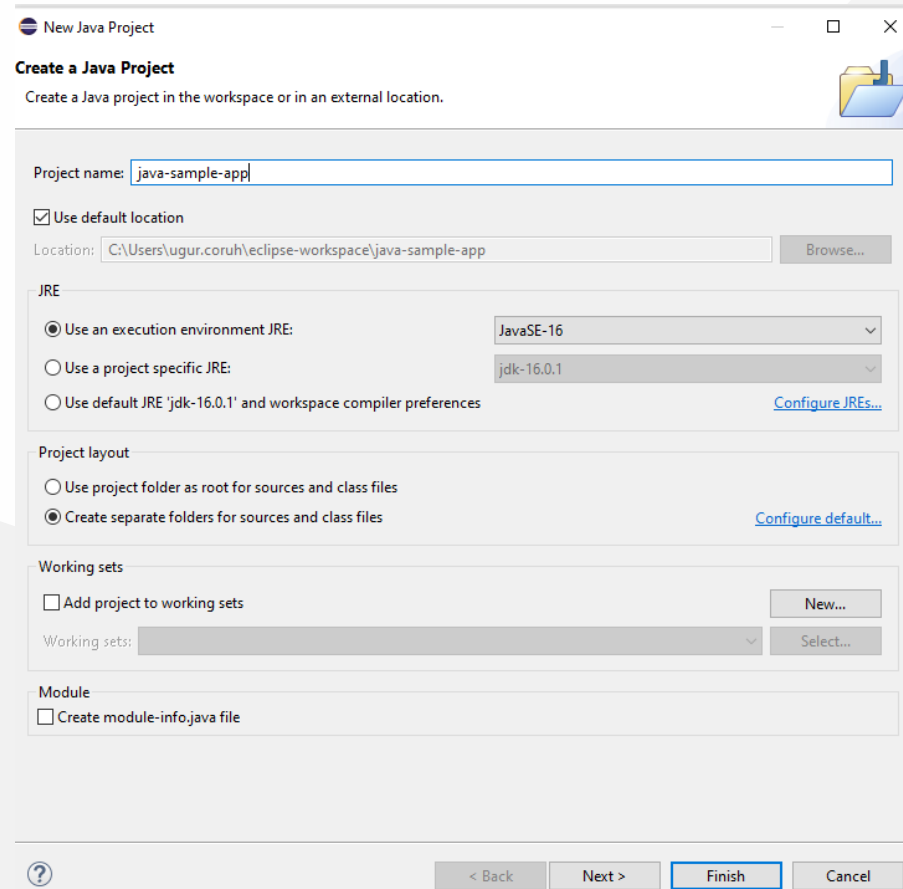 New Java Project
Create a Java Project
Create a Java project in the workspace or in an external location.
Project name: java-sample-app
Use default location
Location: C:\Users\ugur.coruh\eclipse-workspace\java-sample-app Browse...
JRE
Use an execution environment JRE: JavaSE-16
Use a project specific JRE: jdk-16.0.1
Use default JRE 'jdk-16.0.1' and workspace compiler preferences Configure JREs...
Project layout
Use project folder as root for sources and class files
Create separate folders for sources and class files Configure default...
Working sets
Add project to working sets New...
Working sets: Select...
Module
Create module-info.java file
? < Back Next > Finish Cancel